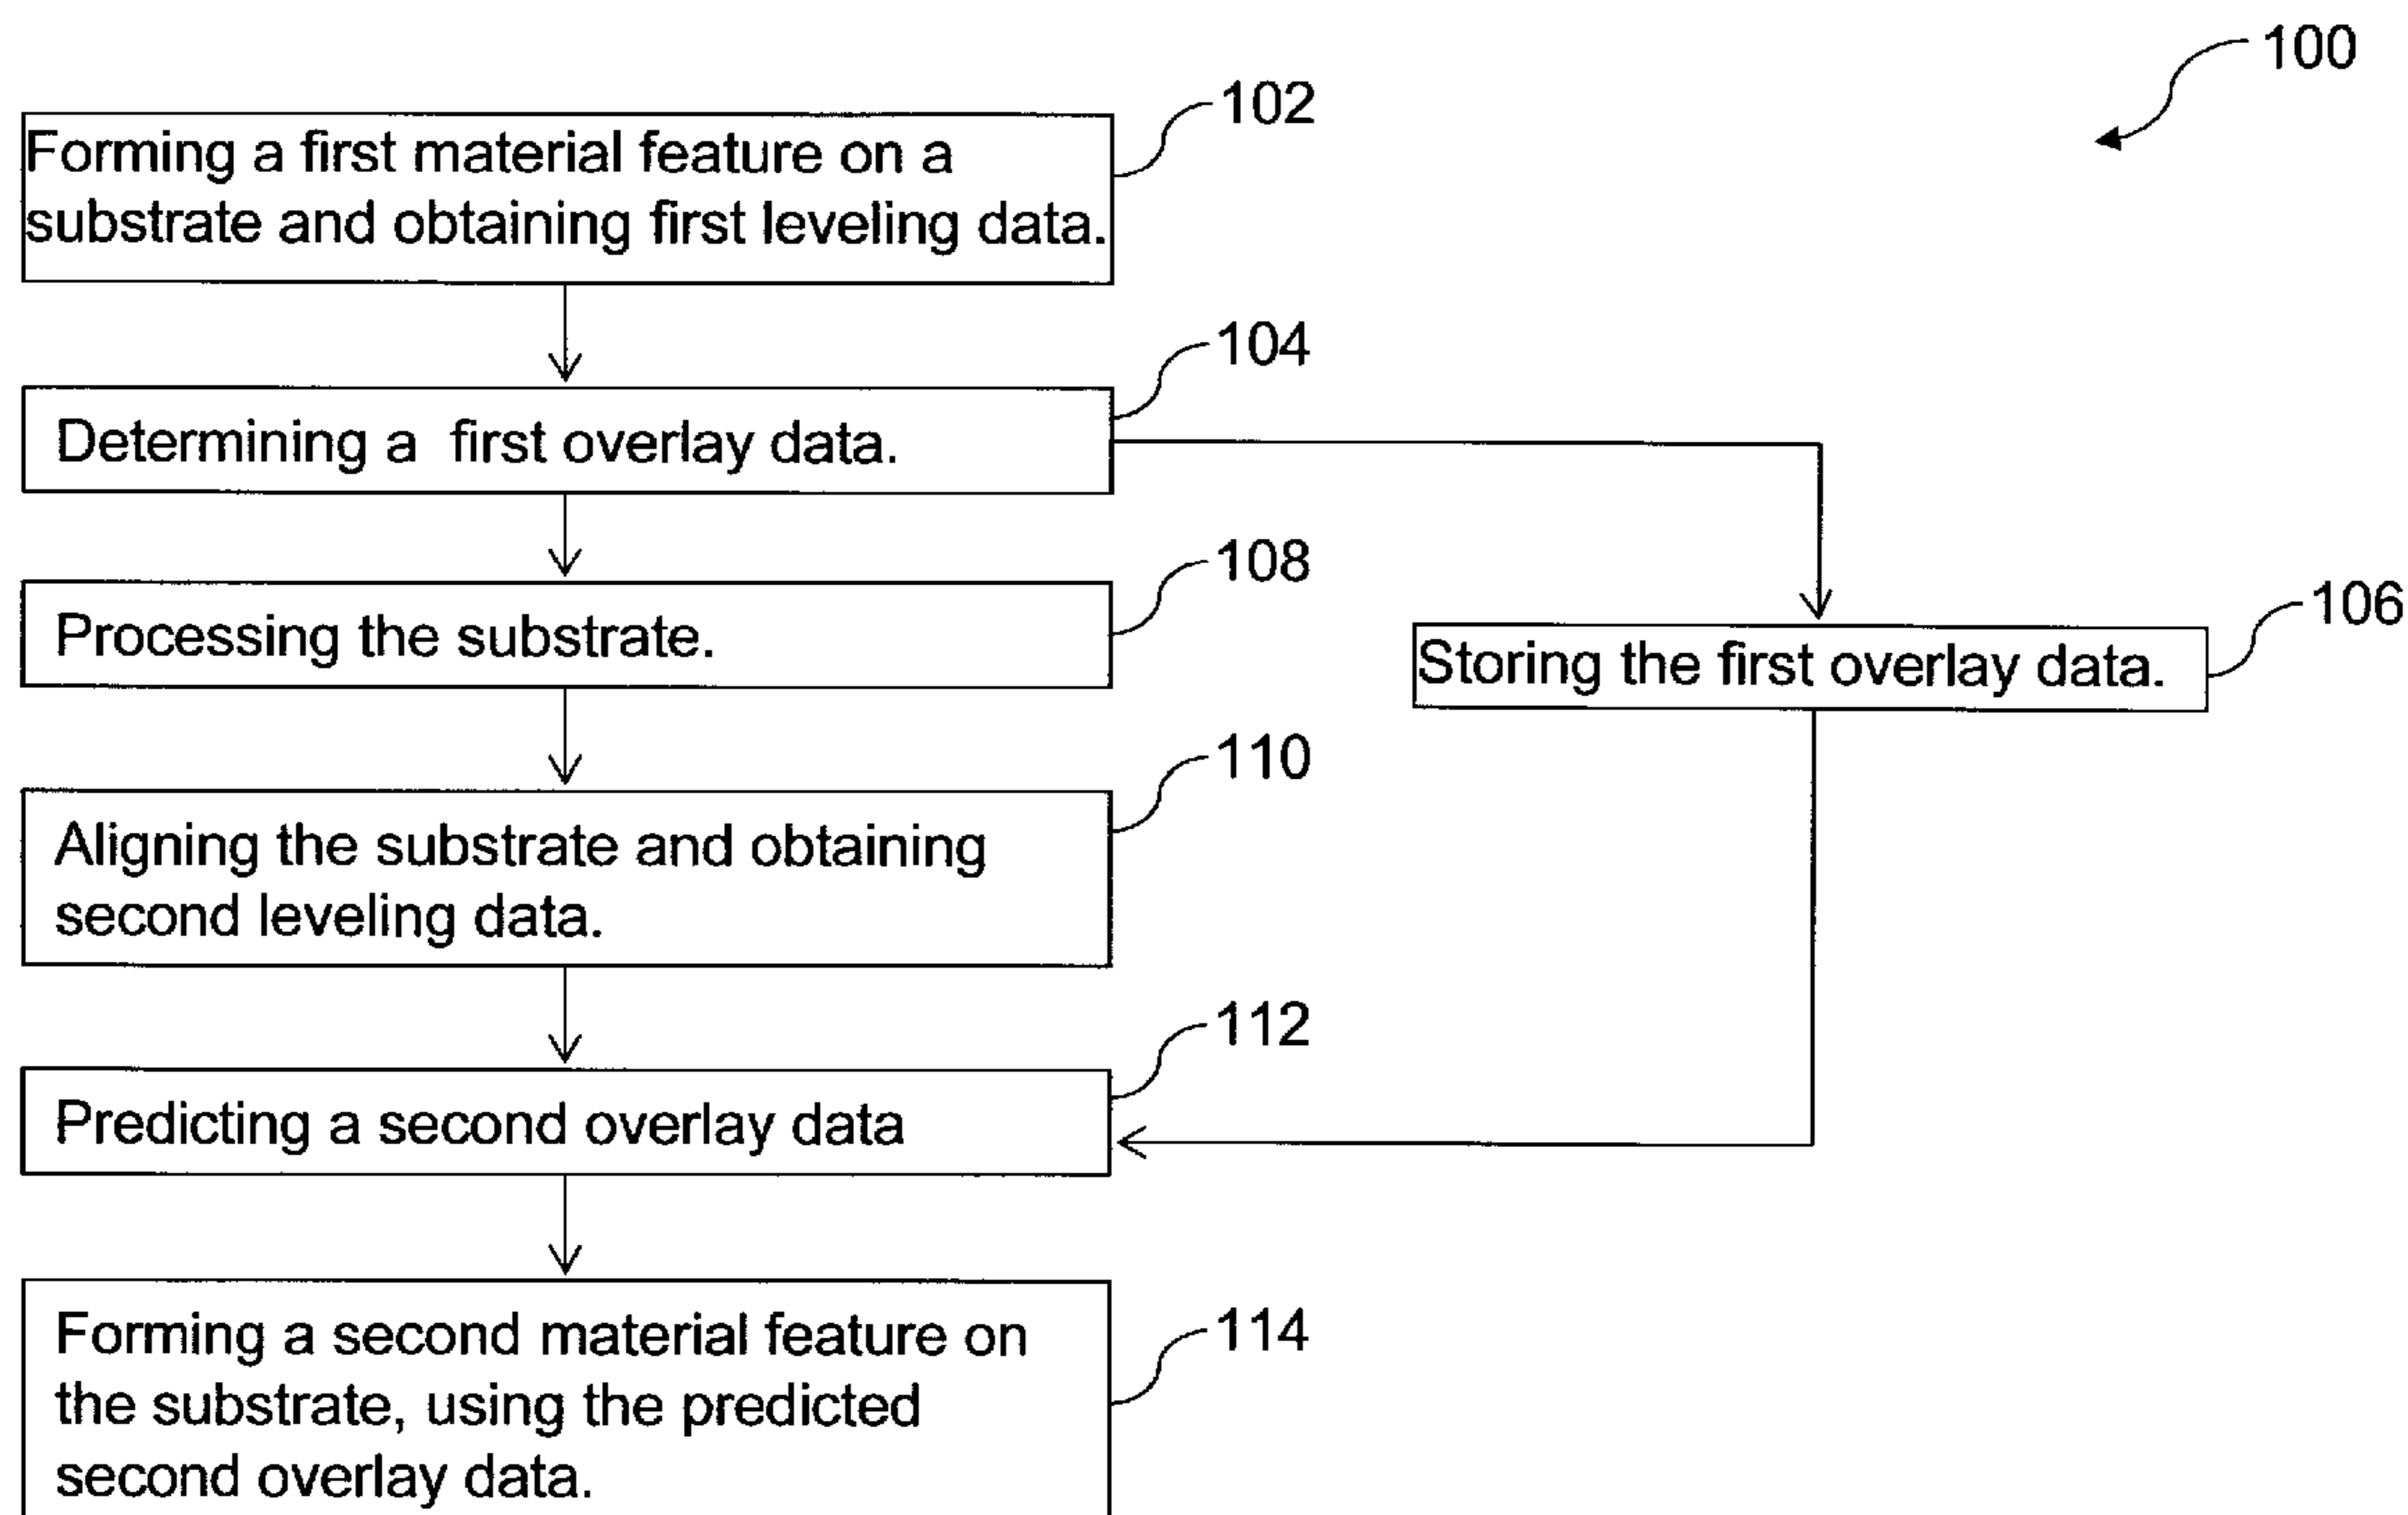 100
102
Forming a first material feature on a
substrate and obtaining first leveling data.
104
Determining a first overlay data.
108
Processing the substrate.
106
Storing the first overlay data.
110
Aligning the substrate and obtaining
second leveling data.
112
Predicting a second overlay data
114
Forming a second material feature on
the substrate, using the predicted
second overlay data.